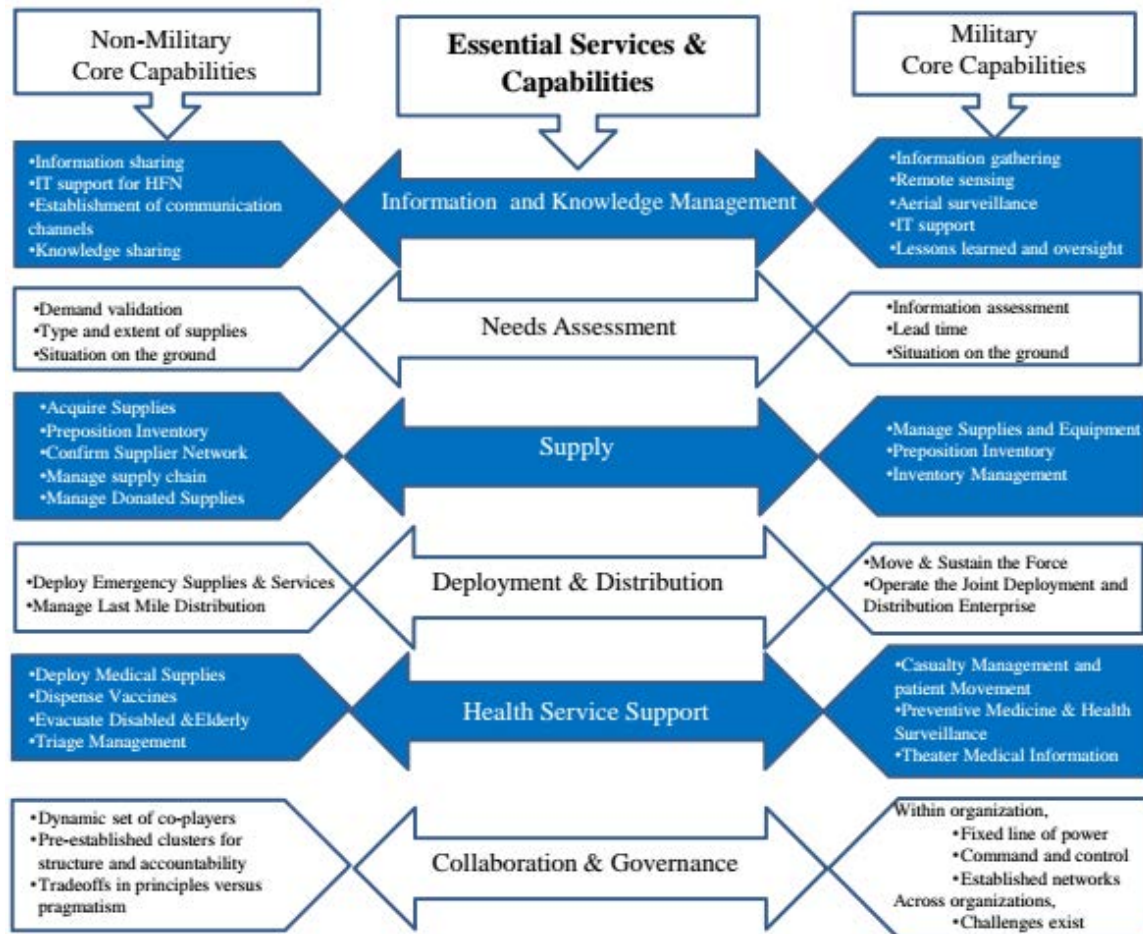 Non-Military
Core Capabilities
Essential Services &
Capabilities
Military
Core Capabilities
•Information sharing
•IT support for HFN
•Establishment of communication
channels
•Knowledge sharing
Information and Knowledge Management
•Information gathering
•Remote sensing
•Aerial surveillance
•IT support
•Lessons learned and oversight
•Demand validation
•Type and extent of supplies
•Situation on the ground
Needs Assessment
•Information assessment
•Lead time
•Situation on the ground
•Acquire Supplies
•Preposition Inventory
•Confirm Supplier Network
•Manage supply chain
•Manage Donated Supplies
Supply
•Manage Supplies and Equipment
•Preposition Inventory
•Inventory Management
•Deploy Emergency Supplies & Services
•Manage Last Mile Distribution
Deployment & Distribution
•Move & Sustain the Force
•Operate the Joint Deployment and
Distribution Enterprise
•Deploy Medical Supplies
•Dispense Vaccines
•Evacuate Disabled &Elderly
•Triage Management
Health Service Support
•Casualty Management and
patient Movement
•Preventive Medicine & Health
Surveillance
•Theater Medical Information
•Dynamic set of co-players
•Pre-established clusters for
structure and accountability
•Tradeoffs in principles versus
pragmatism
Collaboration & Governance
Within organization,
•Fixed line of power
•Command and control
•Established networks
Across organizations,
•Challenges exist